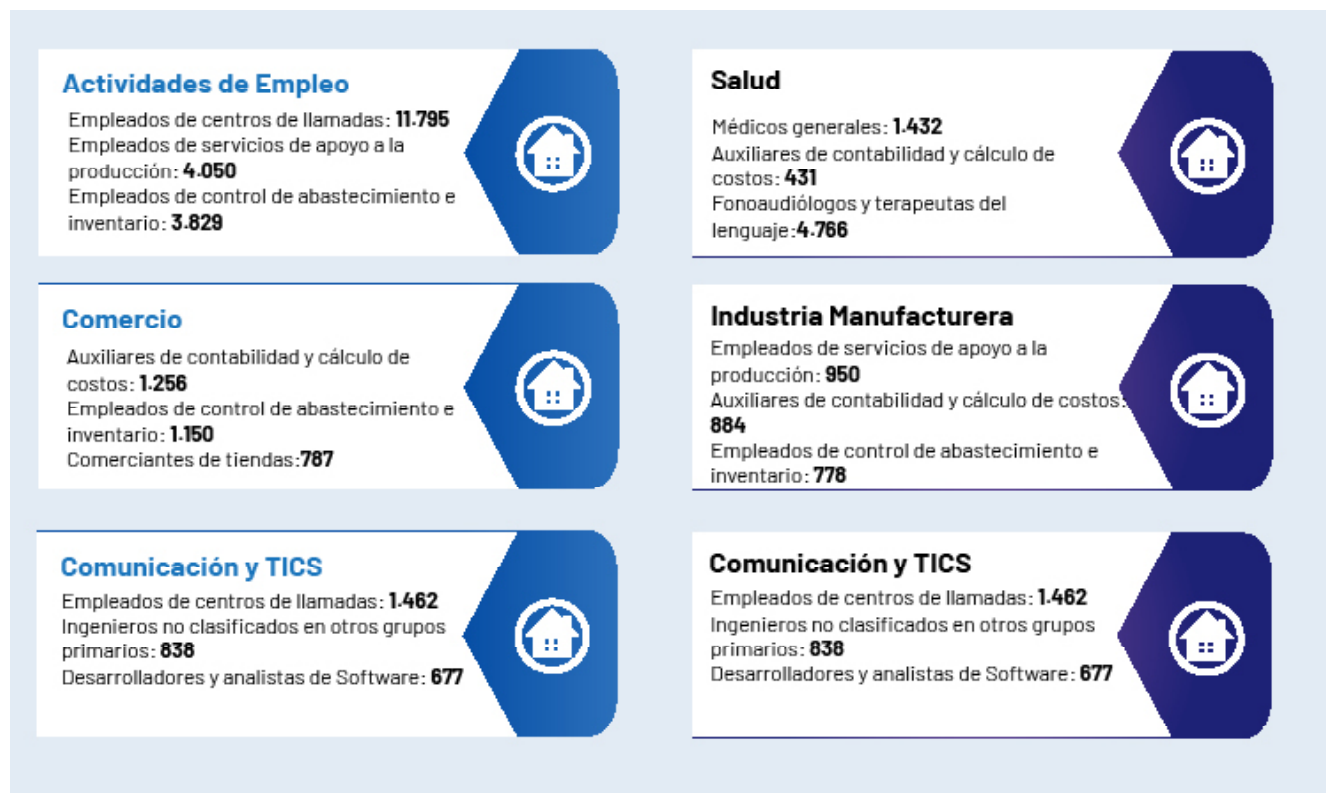 Actividades de Empleo
Empleados de centros de llamadas: 11.795
Empleados de servicios de apoyo a la
producción: 4.050
Empleados de control de abastecimiento e
inventario: 3.829
Salud
Médicos generales: 1.432
Auxiliares de contabilidad y cálculo de
costos: 431
Fonoaudiólogos y terapeutas del
lenguaje:4.766
Comercio
Auxiliares de contabilidad y cálculo de
costos: 1.256
Empleados de control de abastecimiento e
inventario: 1.150
Comerciantes de tiendas:787
Industria Manufacturera
Empleados de servicios de apoyo a la
producción: 950
Auxiliares de contabilidad y cálculo de costos:
884
Empleados de control de abastecimiento e
inventario: 778
Comunicación y TICS
Empleados de centros de llamadas: 1.462
Ingenieros no clasificados en otros grupos
primarios: 838
Desarrolladores y analistas de Software: 677
Comunicación y TICS
Empleados de centros de llamadas: 1.462
Ingenieros no clasificados en otros grupos
primarios: 838
Desarrolladores y analistas de Software: 677